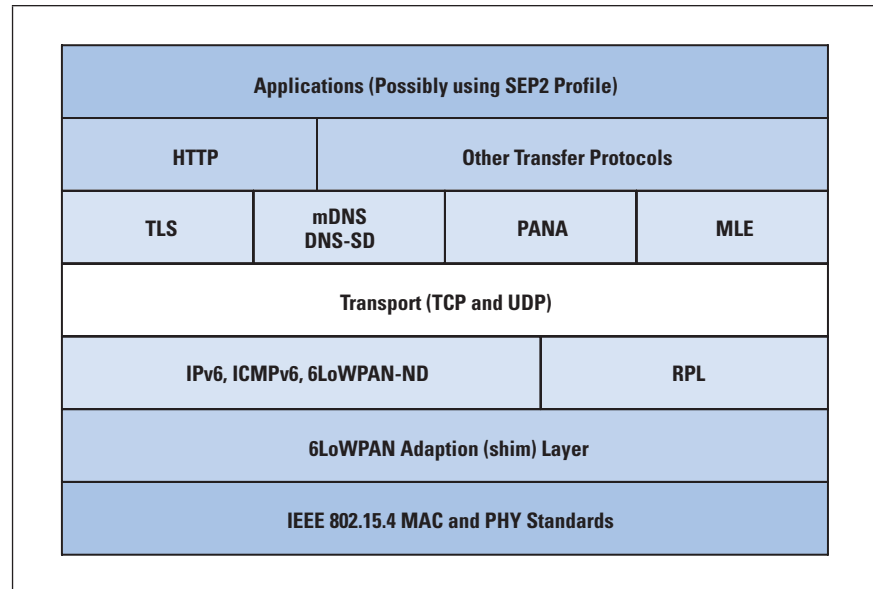 Applications (Possibly using SEP2 Profile)
HTTP
Other Transfer Protocols
TLS
mDNS
DNS-SD
PANA
MLE
Transport (TCP and UDP)
IPv6, ICMPv6, 6LoWPAN-ND
RPL
6LoWPAN Adaption (shim) Layer
IEEE 802.15.4 MAC and PHY Standards